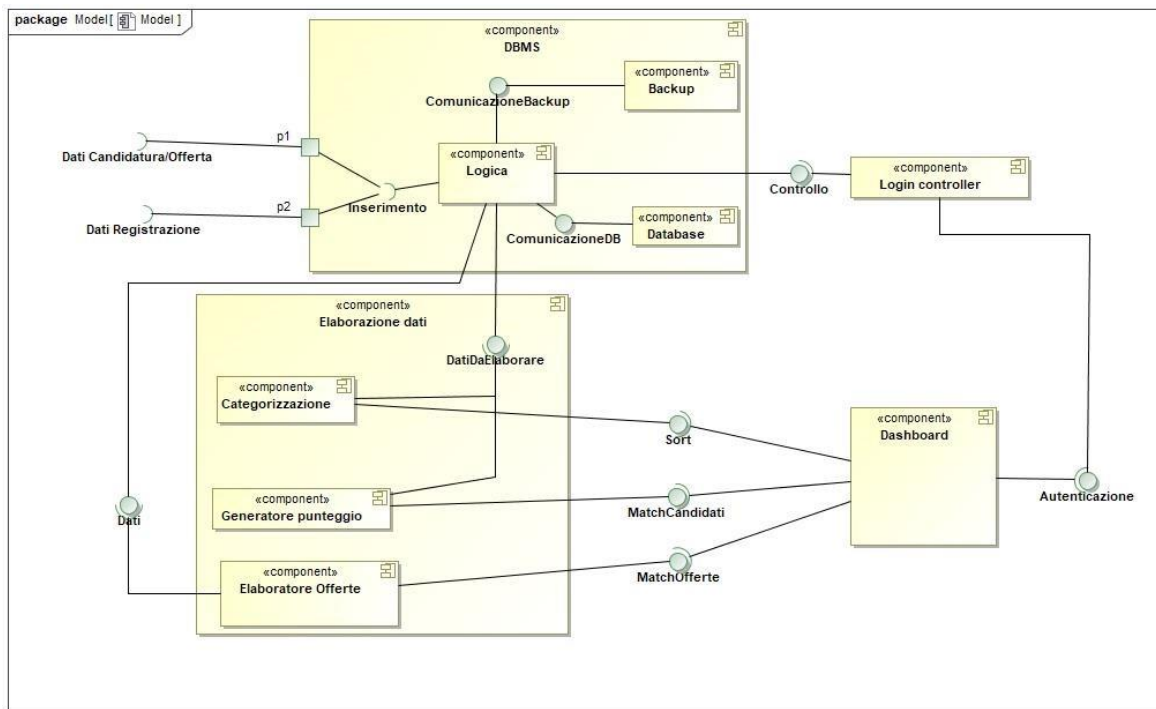 package Model [ Model ]
«component»
DBMS
«component»
Backup
ComunicazioneBackup
p1
Dati Candidatura/Offerta
«component»
Logica
Controllo
«component»
Login controller
p2
Inserimento
Dati Registrazione
ComunicazioneDB
«component»
Database
«component»
Elaborazione dati
DatiDaElaborare
«component»
Categorizzazione
Sort
«component»
Dashboard
Autenticazione
«component»
Generatore punteggio
Dati
MatchCandidati
«component»
Elaboratore Offerte
MatchOfferte